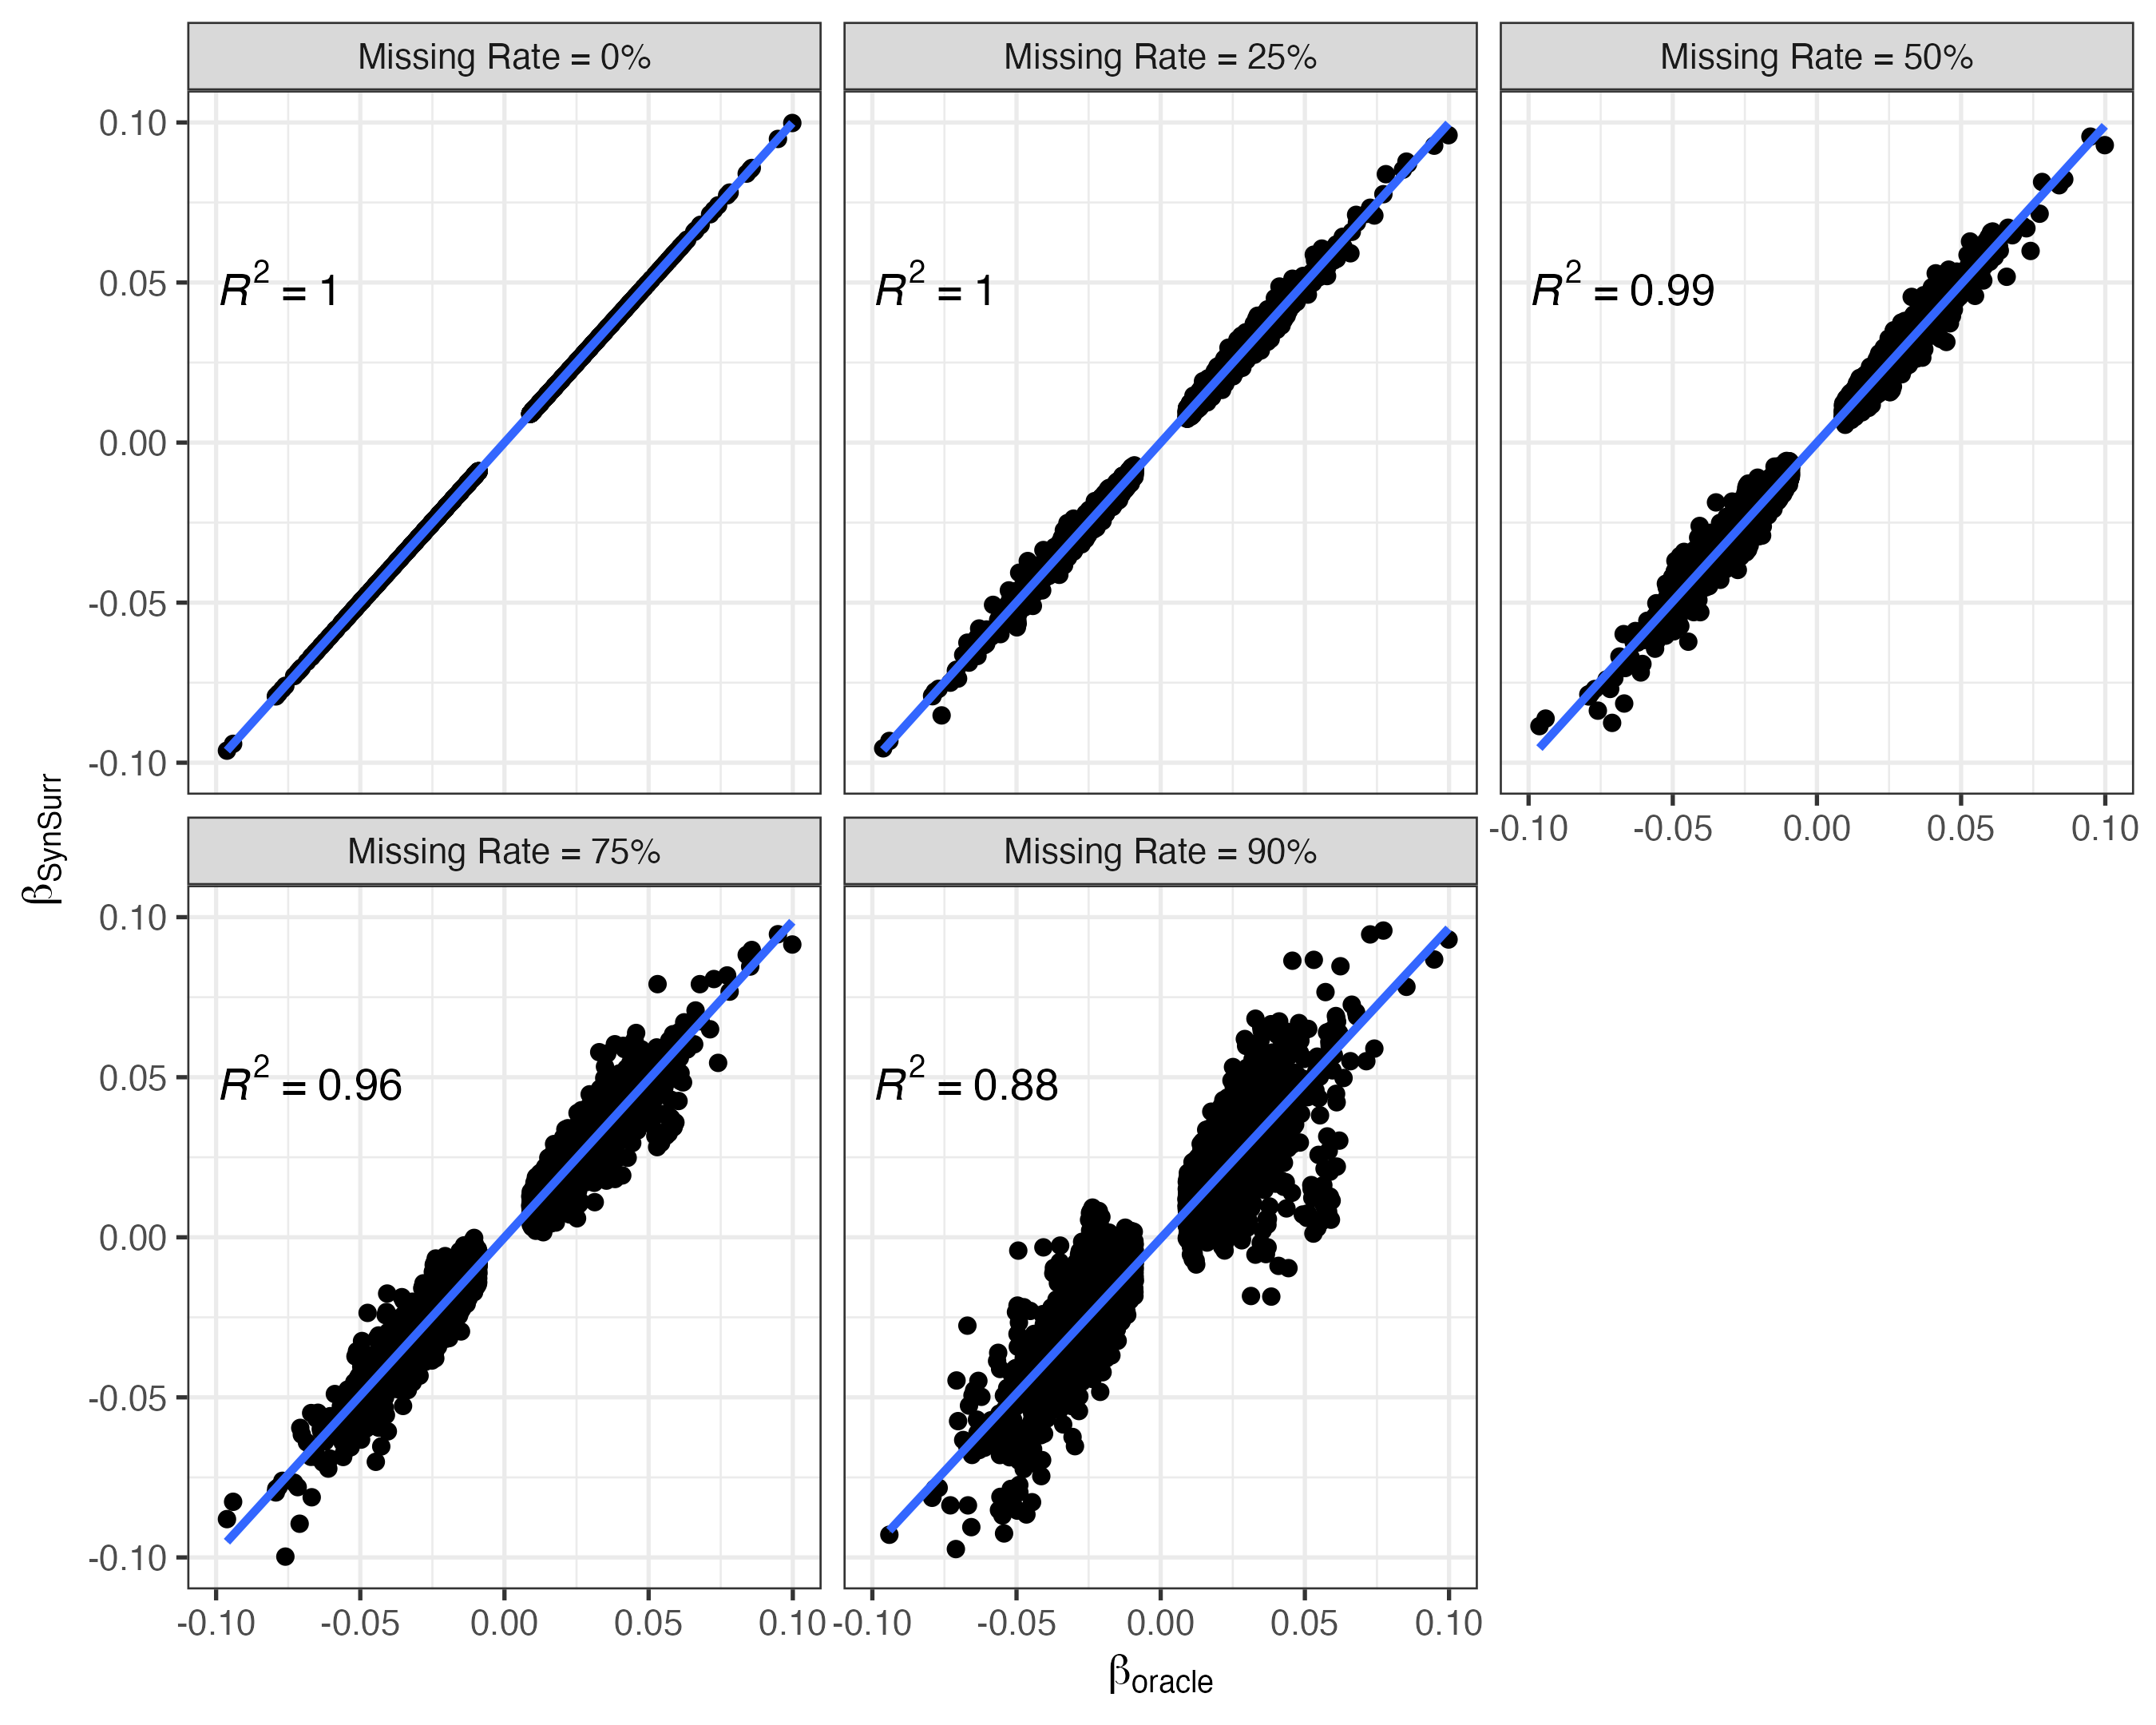 Missing Rate = 0%
Missing Rate = 25%
Missing Rate = 50%
0.10
0.05
0.00
-0.05
-0.10
R² = 1
R² = 1
R² = 0.99
-0.10 -0.05 0.00 0.05 0.10
Missing Rate = 75%
Missing Rate = 90%
0.10
0.05
0.00
-0.05
-0.10
R² = 0.96
R² = 0.88
-0.10 -0.05 0.00 0.05 0.10
-0.10 -0.05 0.00 0.05 0.10
βSynSurr
βoracle